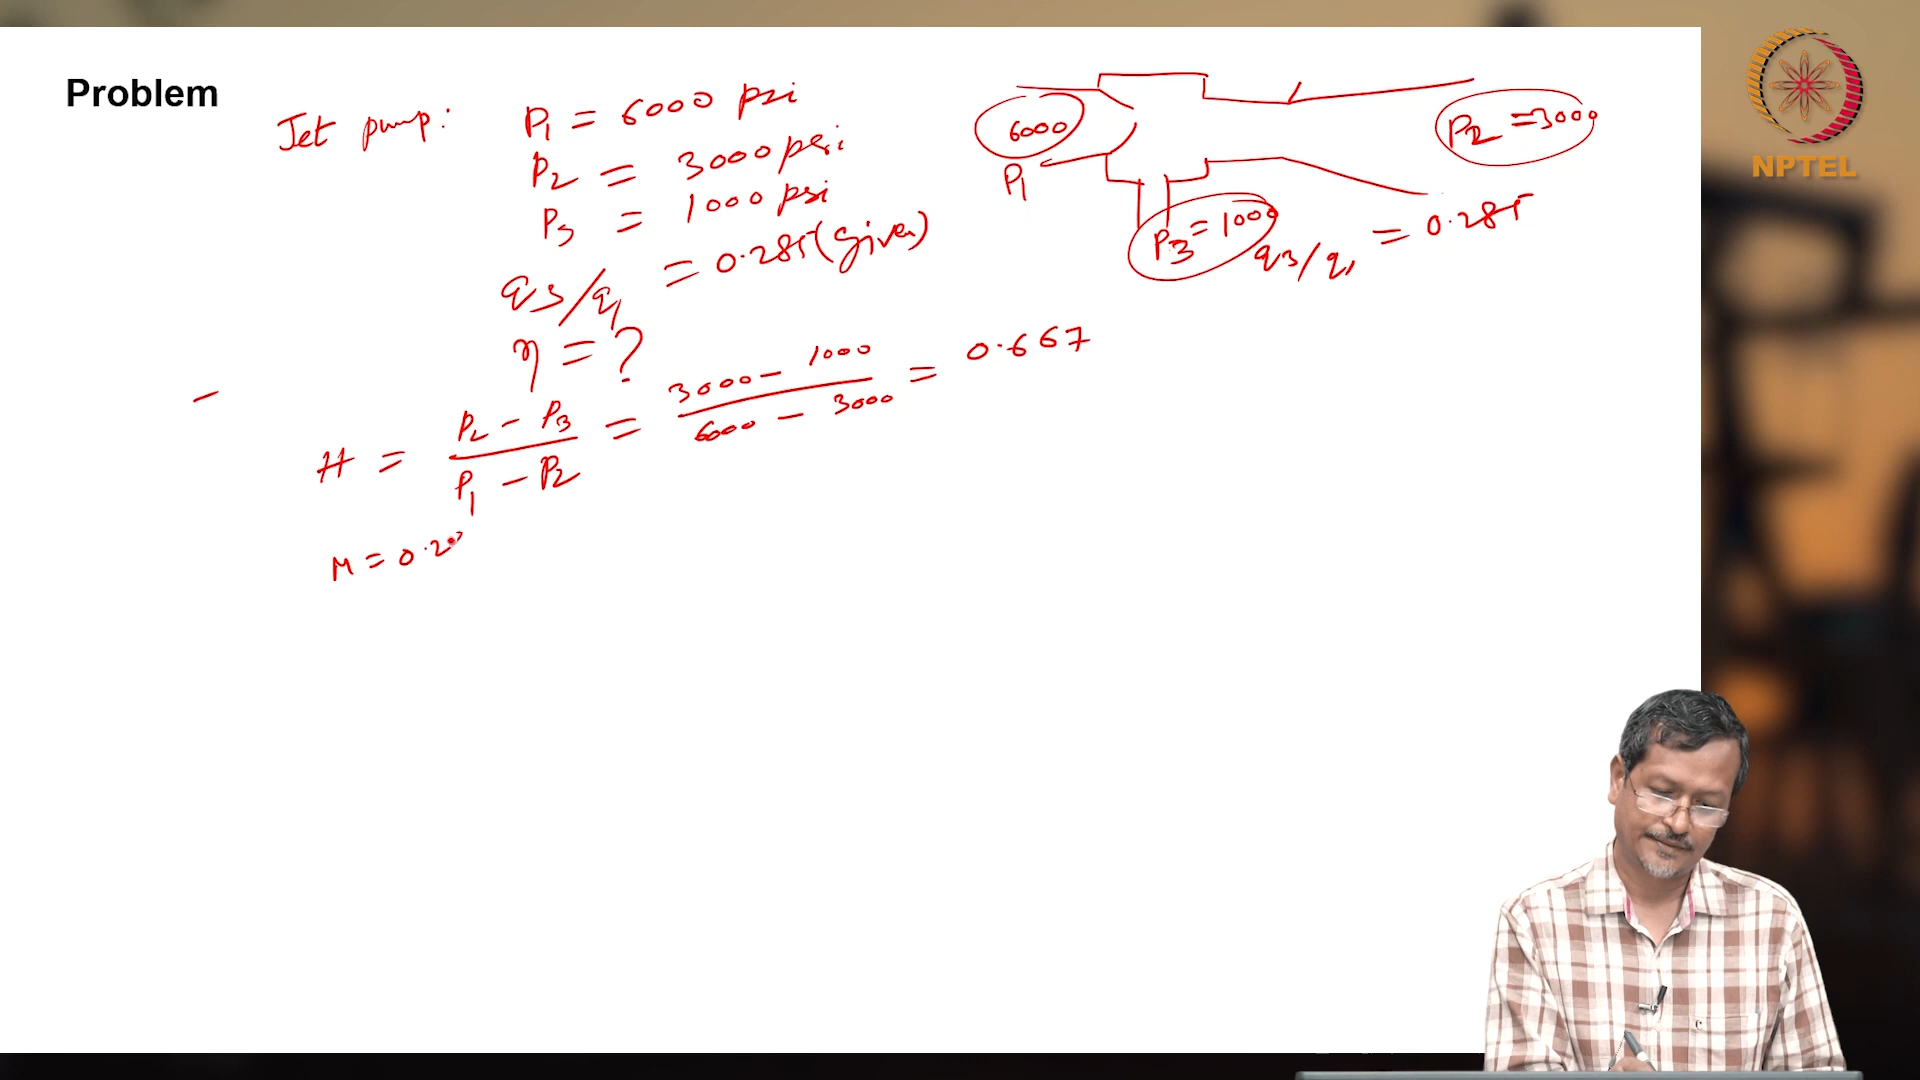 Problem
Jet pump: P1 = 6000 psi
P2 = 3000 psi
P3 = 1000 psi
q3/q1 = 0.285 (Given)
η = ?
H = P2 - P3 / P1 - P2 = 3000 - 1000 / 6000 - 3000 = 0.667
M = 0.28
6000
P1
P2 = 3000
P3 = 1000
q3/q1 = 0.285
NPTEL